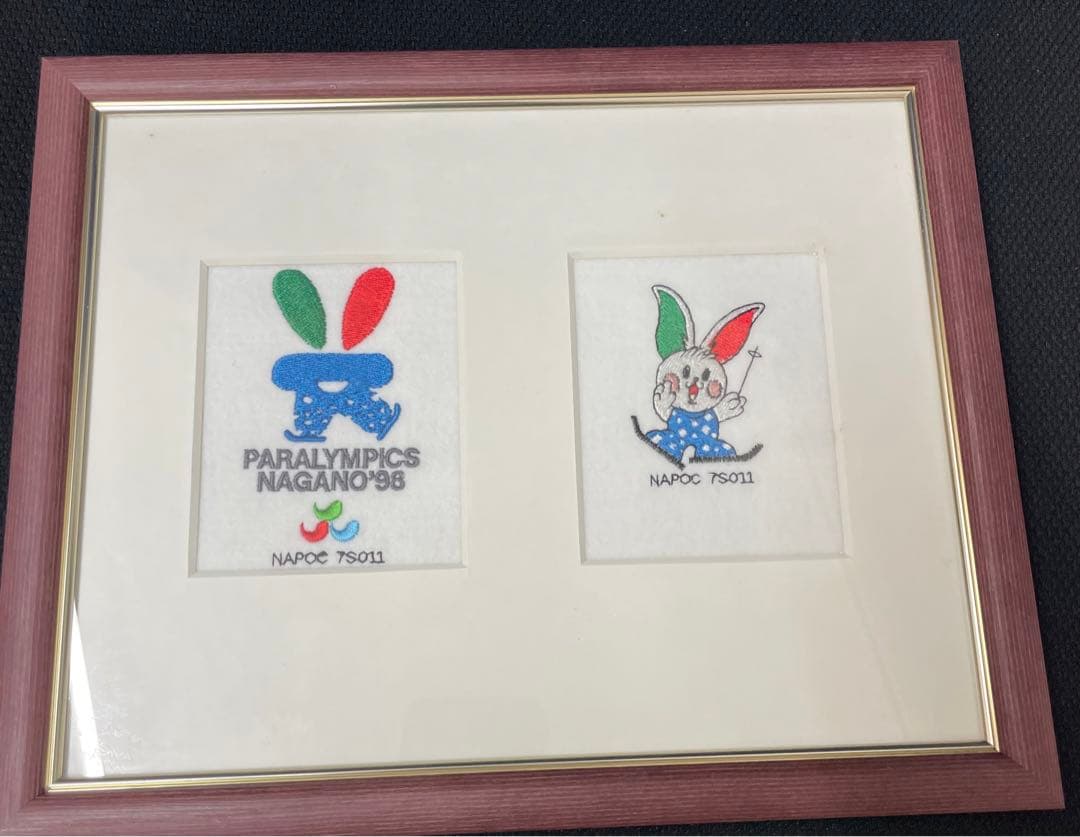 PARALYMPICS
NAGANO'98
NAPOC 7S011
NAPOC 7S011